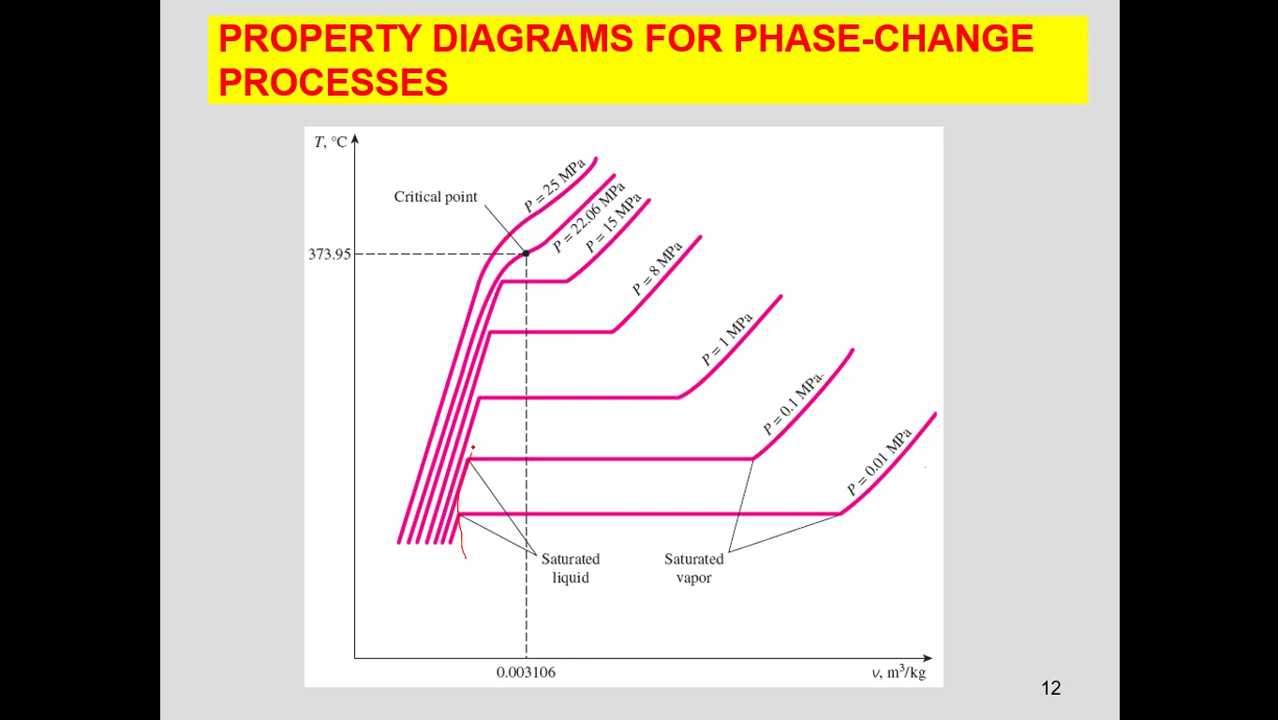 PROPERTY DIAGRAMS FOR PHASE-CHANGE
PROCESSES
T, °C
P = 25 MPa
Critical point
P = 22.06 MPa
P = 15 MPa
373.95
P = 8 MPa
P = 1 MPa
P = 0.1 MPa
P = 0.01 MPa
Saturated
liquid
Saturated
vapor
0.003106
v, m³/kg
12